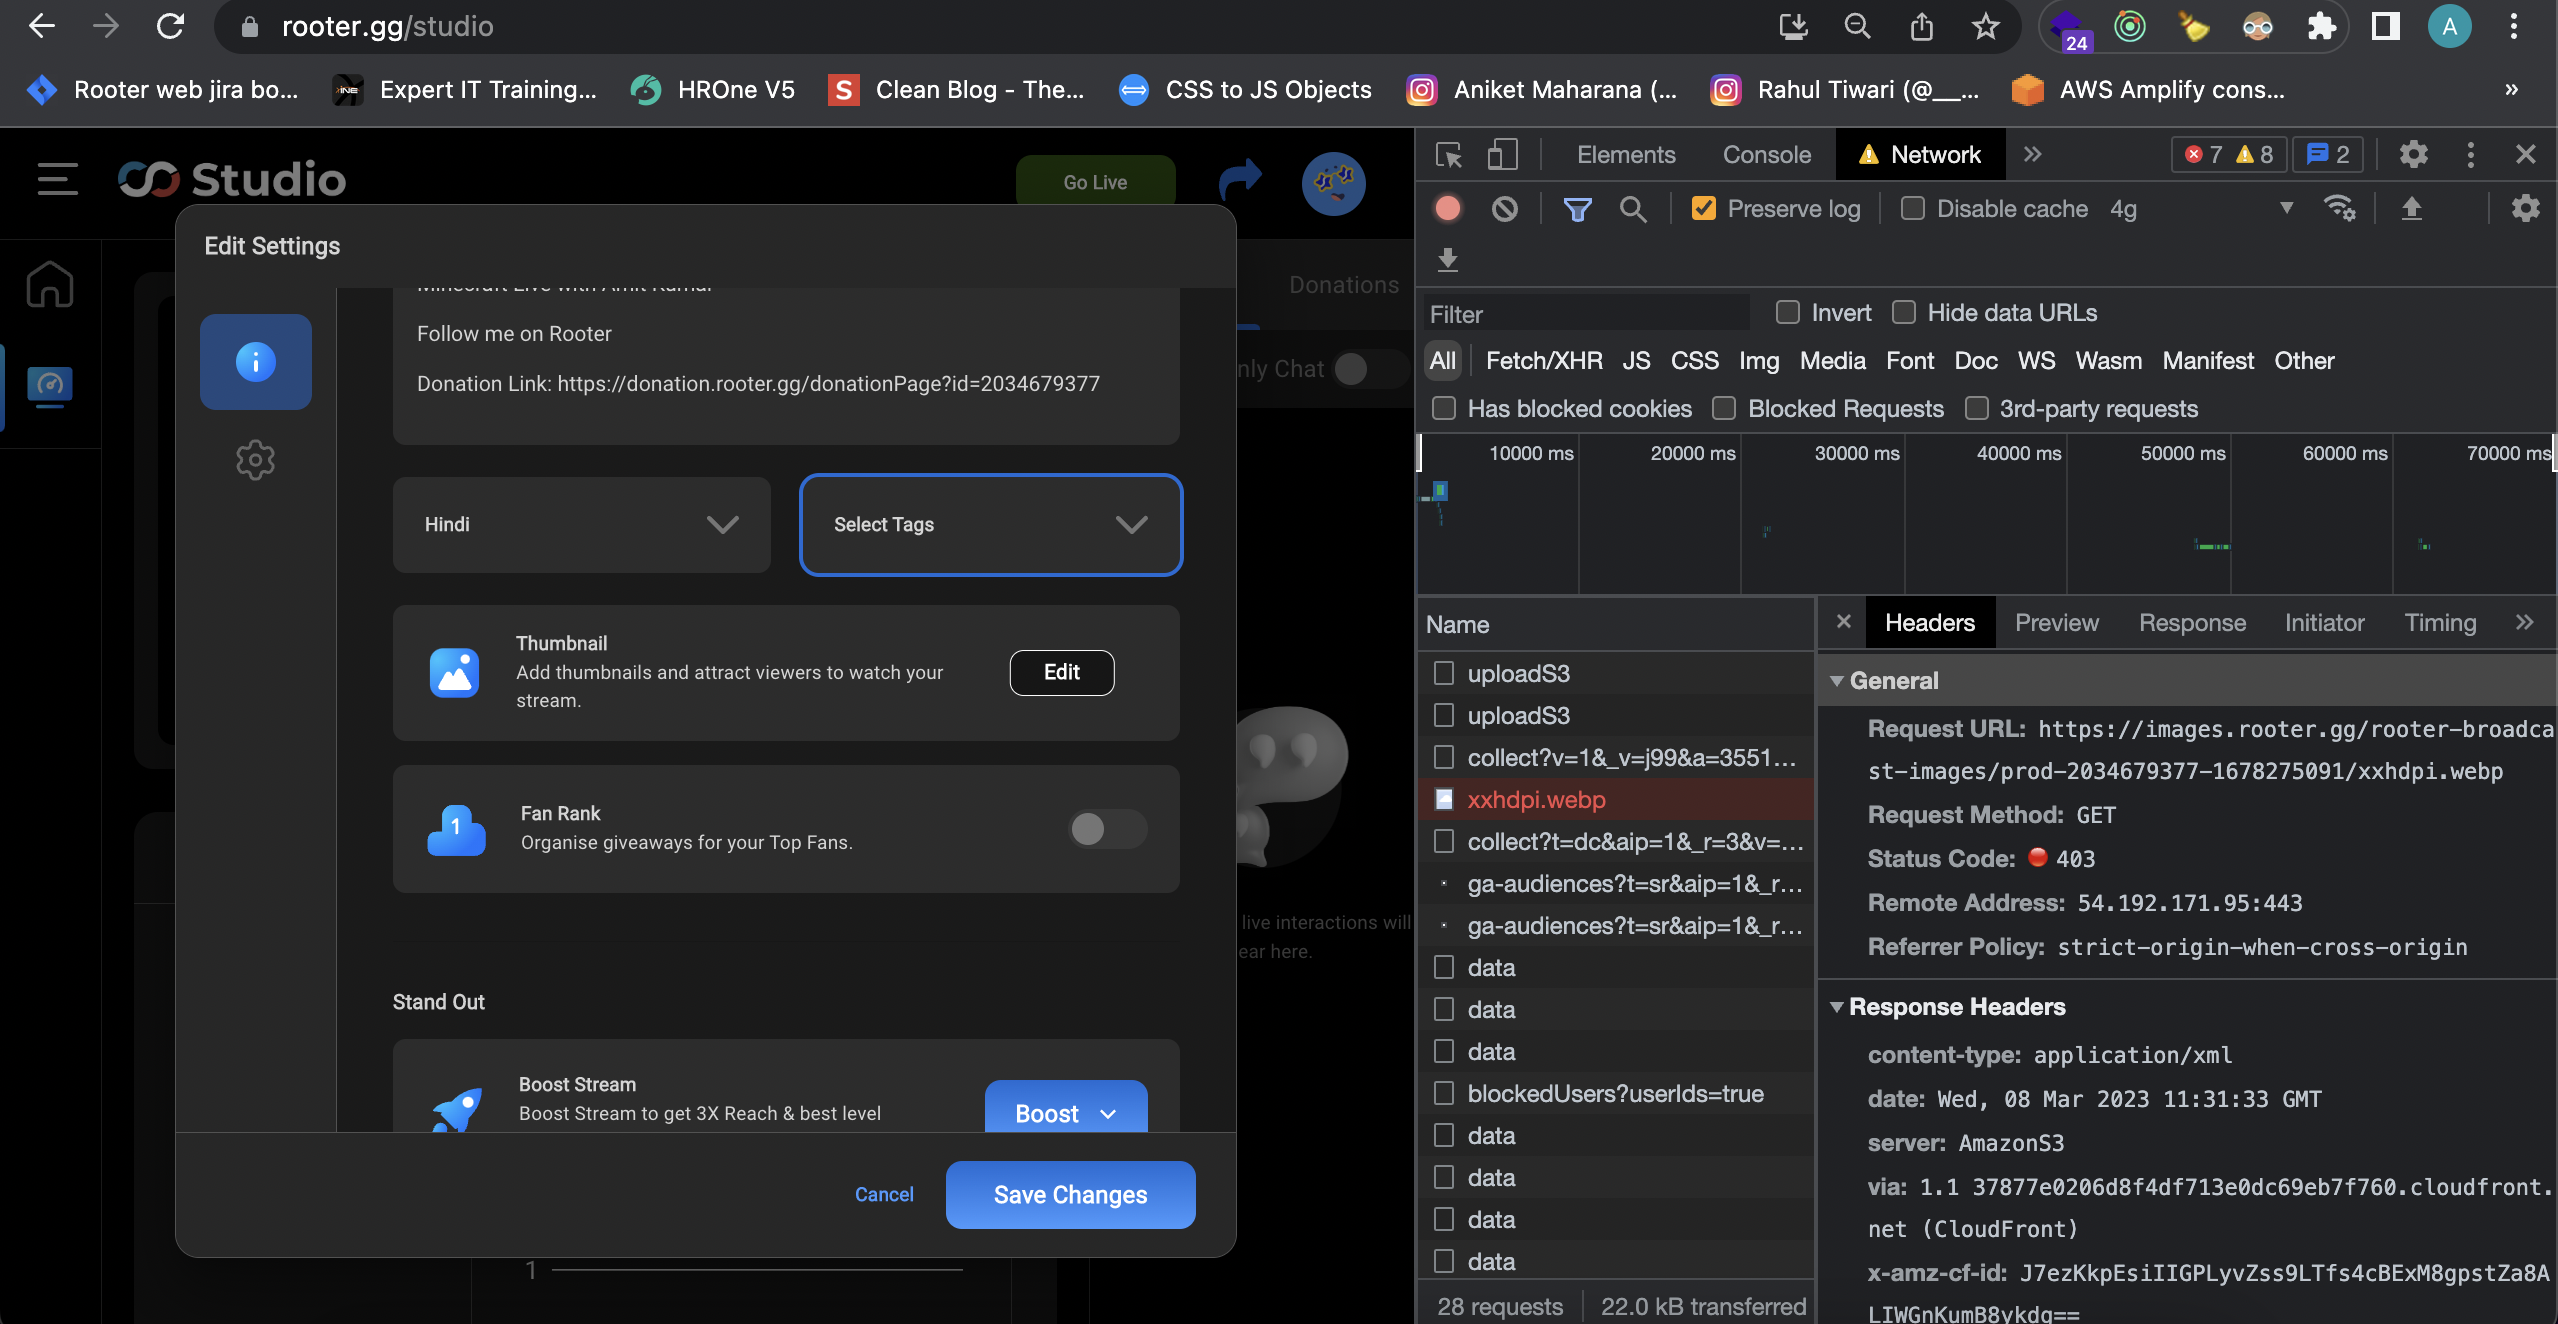 rooter.gg/studio
24
A
Rooter web jira bo...
INE
Expert IT Training...
HROne V5
S
Clean Blog - The...
CSS to JS Objects
Aniket Maharana (...
Rahul Tiwari (@__...
AWS Amplify cons...
»
Studio
Go Live
Edit Settings
Minecraft Live with Amit Kumar
Follow me on Rooter
Donation Link: https://donation.rooter.gg/donationPage?id=2034679377
Hindi
Select Tags
Thumbnail
Add thumbnails and attract viewers to watch your
stream.
Edit
1
Fan Rank
Organise giveaways for your Top Fans.
Stand Out
Boost Stream
Boost Stream to get 3X Reach & best level
Boost
Cancel
Save Changes
1
Donations
nly Chat
live interactions will
ear here.
Elements
Console
Network
7
8
2
Preserve log
Disable cache
4g
Filter
Invert
Hide data URLs
All
Fetch/XHR
JS
CSS
Img
Media
Font
Doc
WS
Wasm
Manifest
Other
Has blocked cookies
Blocked Requests
3rd-party requests
10000 ms
20000 ms
30000 ms
40000 ms
50000 ms
60000 ms
70000 ms
Name
uploadS3
uploadS3
collect?v=1&_v=j99&a=3551...
xxhdpi.webp
collect?t=dc&aip=1&_r=3&v=...
ga-audiences?t=sr&aip=1&_r...
ga-audiences?t=sr&aip=1&_r...
data
data
data
blockedUsers?userIds=true
data
data
data
data
28 requests
22.0 kB transferred
Headers
Preview
Response
Initiator
Timing
General
Request URL: https://images.rooter.gg/rooter-broadca
st-images/prod-2034679377-1678275091/xxhdpi.webp
Request Method: GET
Status Code: 403
Remote Address: 54.192.171.95:443
Referrer Policy: strict-origin-when-cross-origin
Response Headers
content-type: application/xml
date: Wed, 08 Mar 2023 11:31:33 GMT
server: AmazonS3
via: 1.1 37877e0206d8f4df713e0dc69eb7f760.cloudfront.
net (CloudFront)
x-amz-cf-id: J7ezKkpEsiIIGPLyvZss9LTfs4cBExM8gpstZa8A
LIWGnKumB8ykdg==